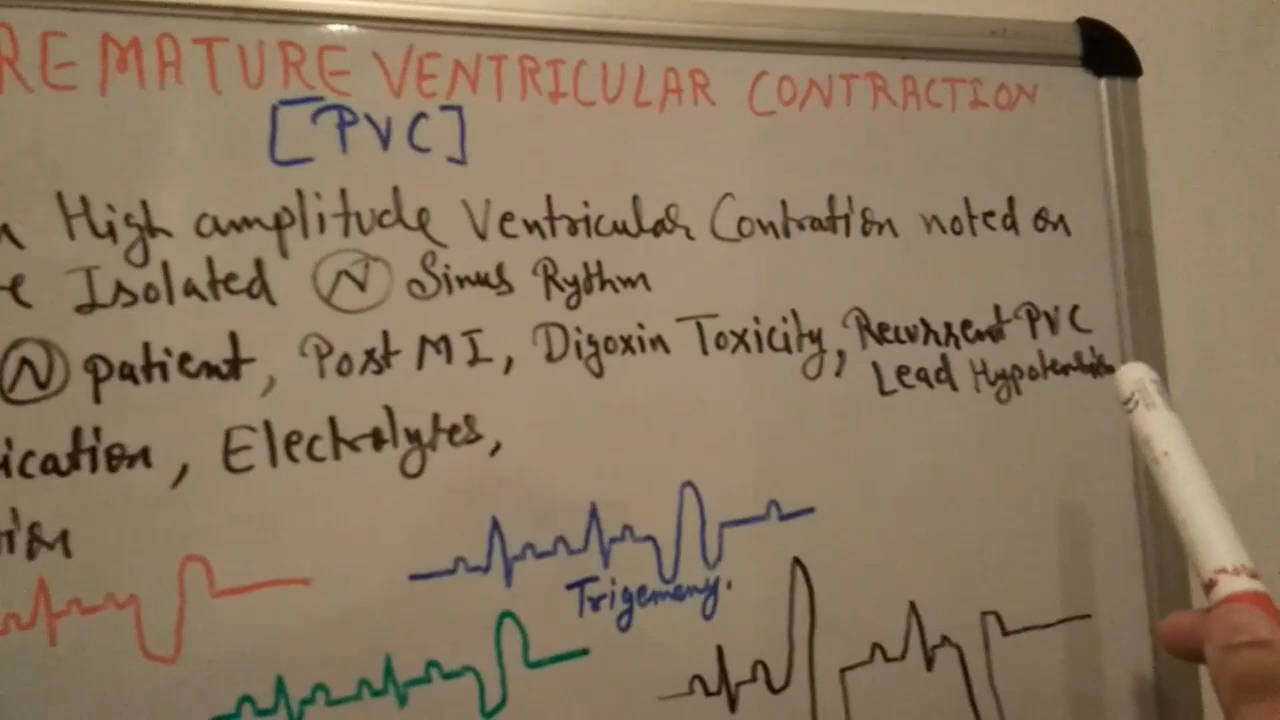 REMATURE VENTRICULAR CONTRACTION
[PVC]
High amplitude Ventricular Contration noted on
Isolated N Sinus Rythm
N patient, Post MI, Digoxin Toxicity, Recurrent PVC
Lead Hypotension
ication, Electrolytes,
Trigemeny.